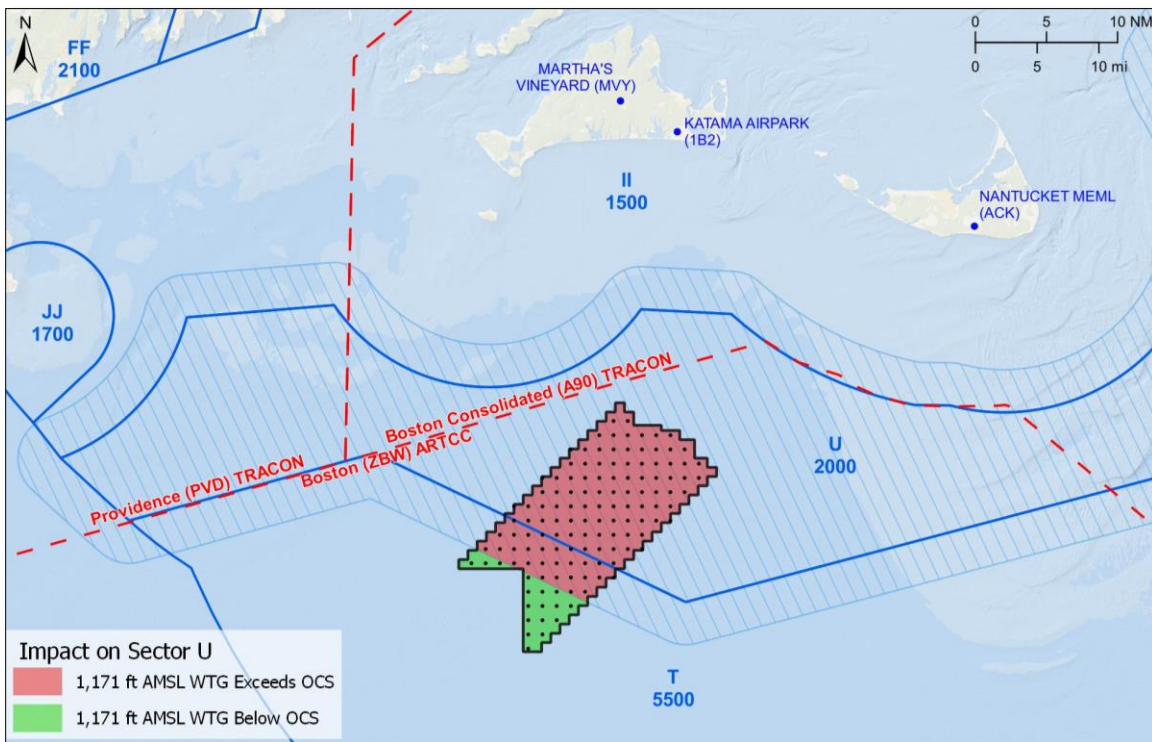 N
FF
2100
0 5 10 NM
0 5 10 mi
MARTHA'S
VINEYARD (MVY)
KATAMA AIRPARK
(1B2)
II
1500
NANTUCKET MEML
(ACK)
JJ
1700
Boston Consolidated (A90) TRACON
Providence (PVD) TRACON
Boston (ZBW) ARTCC
U
2000
T
5500
Impact on Sector U
1,171 ft AMSL WTG Exceeds OCS
1,171 ft AMSL WTG Below OCS